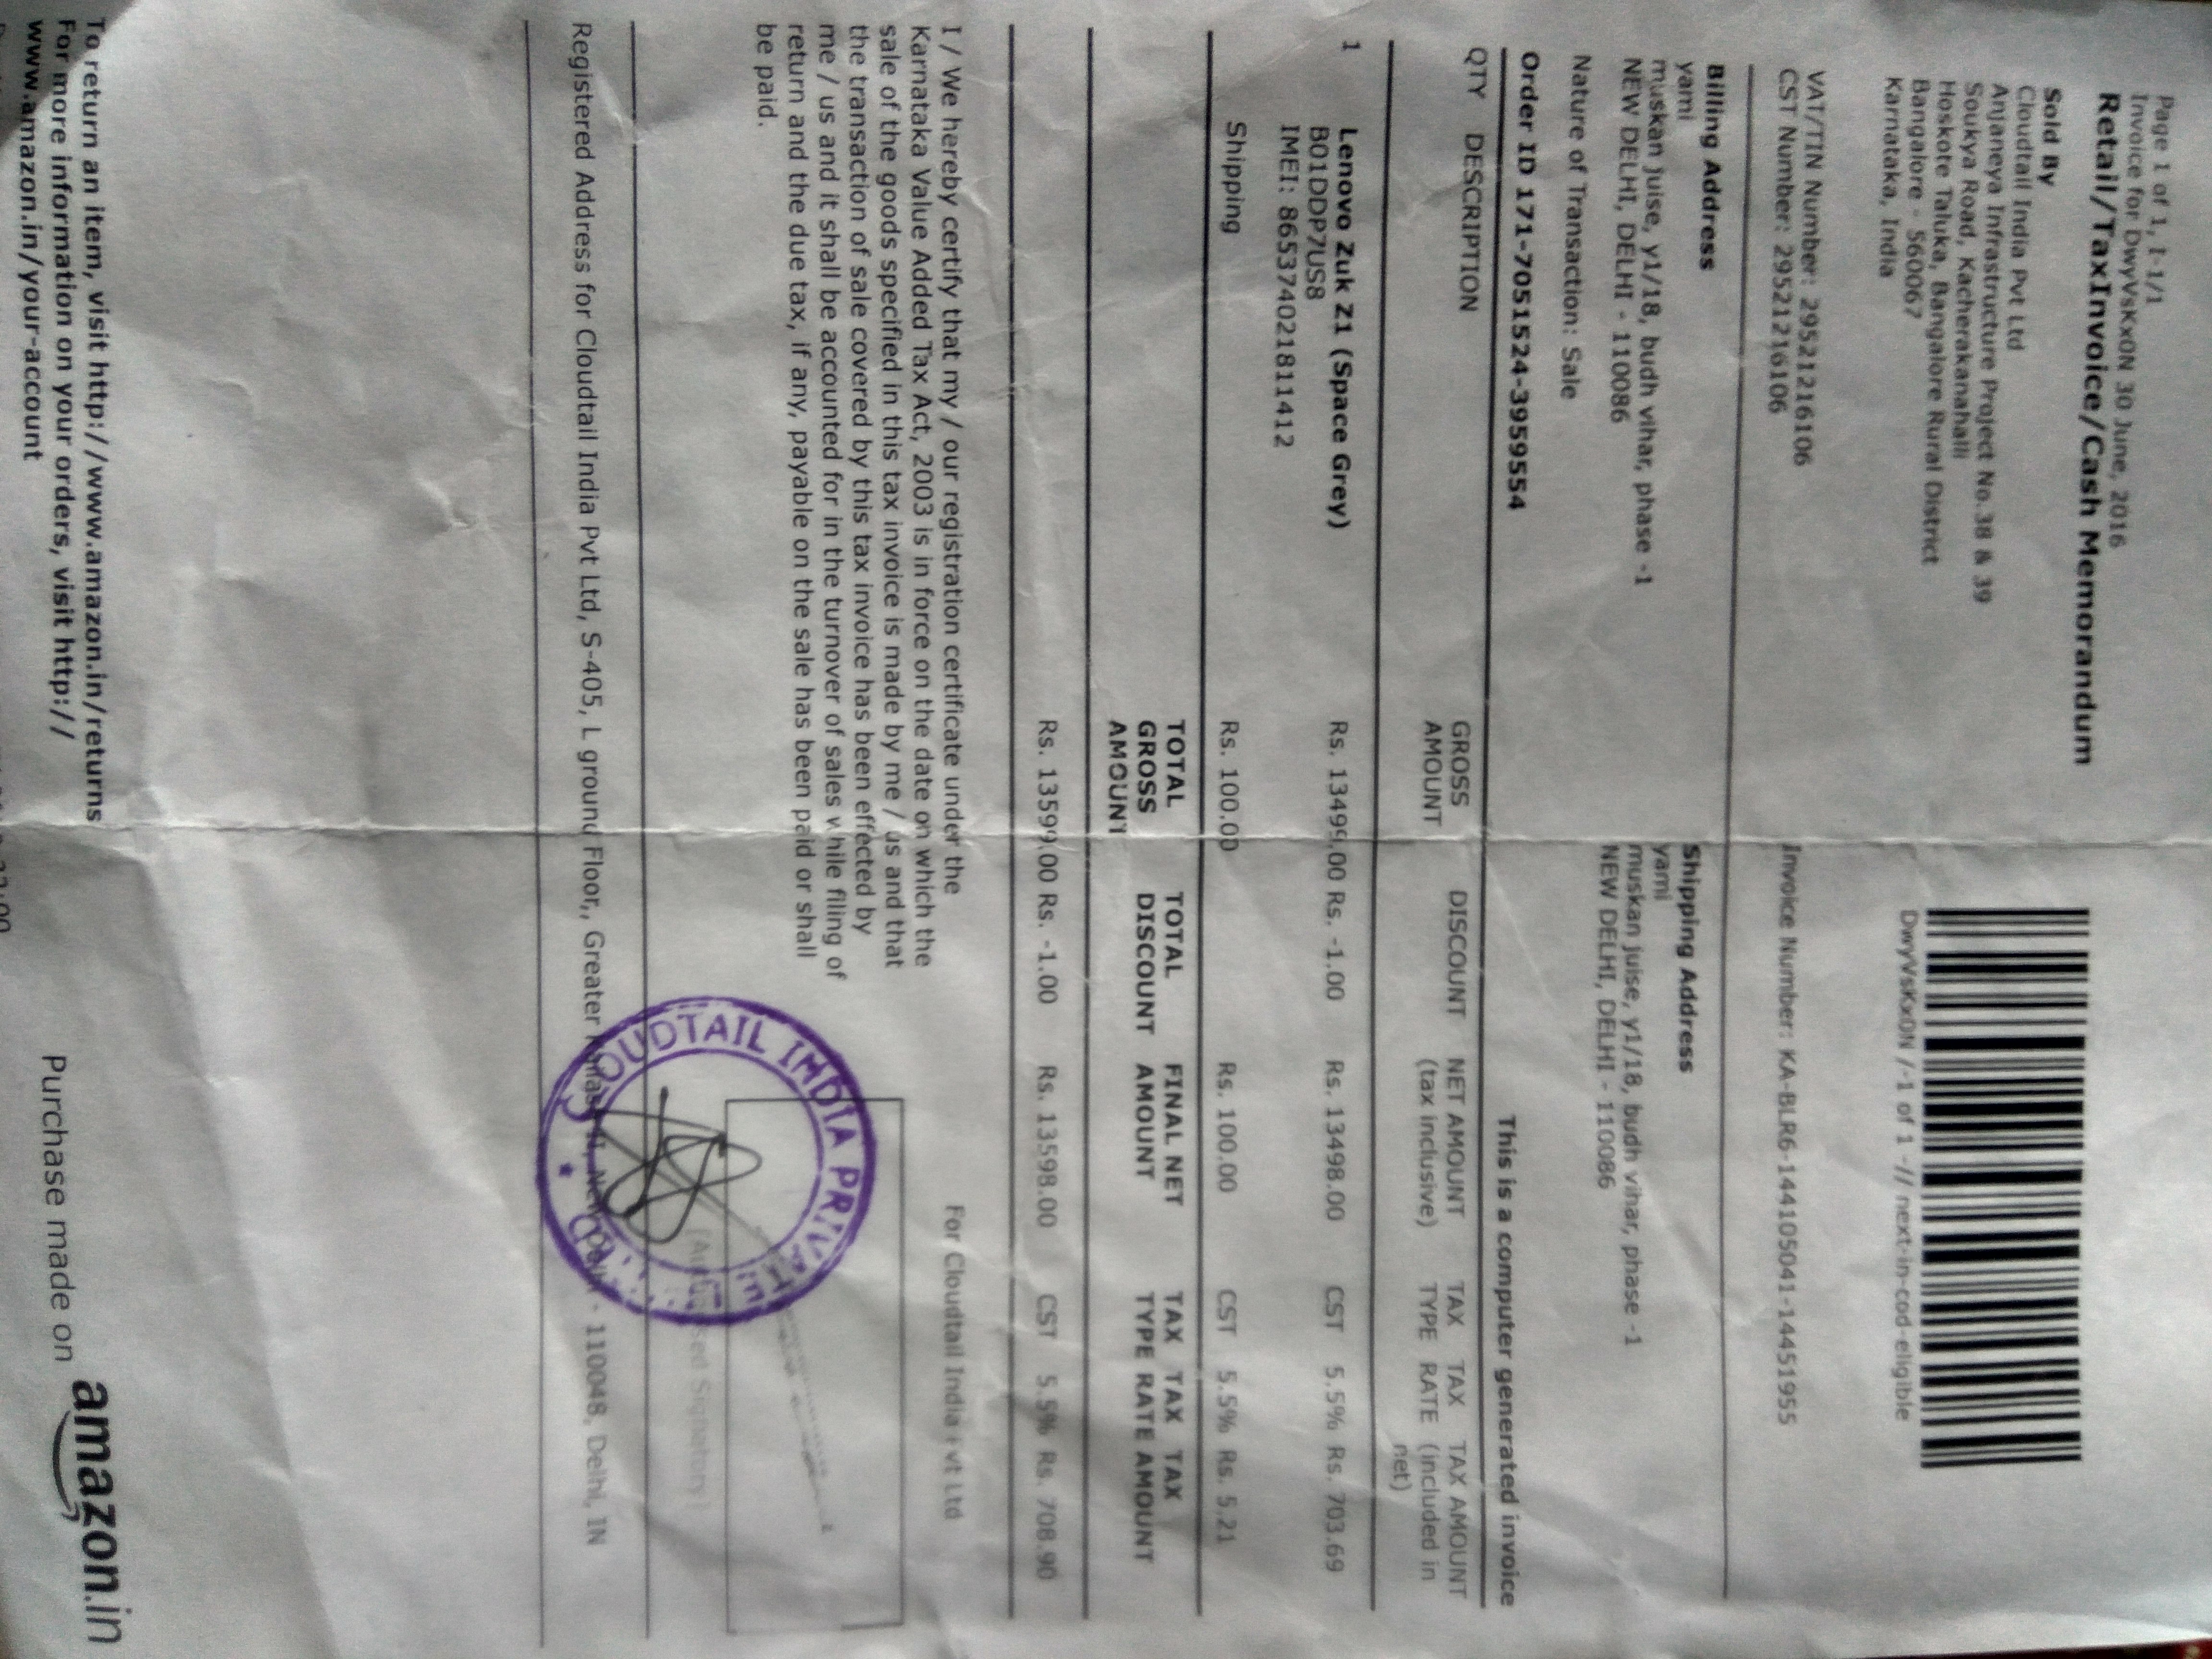 Page 1 of 1, I-1/1
Invoice for DwyVsKxON 30 June, 2016
Retail/TaxInvoice/Cash Memorandum
Sold By
Cloudtail India Pvt Ltd
Anjaneya Infrastructure Project No.38 & 39
Soukya Road, Kacherakanahalli
Hoskote Taluka, Bangalore Rural District
Bangalore - 560067
Karnataka, India
DwyVsKxON /-1 of 1 -// next-in-cod-eligible
VAT/TIN Number: 29521216106
CST Number: 29521216106
Invoice Number: KA-BLR6-144105041-14451955
Billing Address
yami
muskan juise, y1/18, budh vihar, phase -1
NEW DELHI, DELHI - 110086
Shipping Address
yami
muskan juise, y1/18, budh vihar, phase -1
NEW DELHI, DELHI - 110086
Nature of Transaction: Sale
Order ID 171-7051524-3959554
This is a computer generated invoice
QTY DESCRIPTION GROSS AMOUNT DISCOUNT NET AMOUNT (tax inclusive) TAX TYPE TAX RATE TAX AMOUNT (included in net)
1 Lenovo Zuk Z1 (Space Grey) Rs. 13499.00 Rs. -1.00 Rs. 13498.00 CST 5.5% Rs. 703.69
B01DDP7US8
IMEI: 865374021811412
Shipping Rs. 100.00 Rs. 100.00 CST 5.5% Rs. 5.21
TOTAL GROSS AMOUNT TOTAL DISCOUNT FINAL NET AMOUNT TAX TYPE TAX RATE TAX AMOUNT
Rs. 13599.00 Rs. -1.00 Rs. 13598.00 CST 5.5% Rs. 708.90
I / We hereby certify that my / our registration certificate under the
Karnataka Value Added Tax Act, 2003 is in force on the date on which the
sale of the goods specified in this tax invoice is made by me / us and that
the transaction of sale covered by this tax invoice has been effected by
me / us and it shall be accounted for in the turnover of sales while filing of
return and the due tax, if any, payable on the sale has been paid or shall
be paid.
For Cloudtail India Pvt Ltd
CLOUDTAIL INDIA PRIVATE
(Authorised Signatory)
Registered Address for Cloudtail India Pvt Ltd, S-405, L ground Floor,, Greater New - 110048, Delhi, IN
To return an item, visit http://www.amazon.in/returns
For more information on your orders, visit http://
www.amazon.in/your-account
Purchase made on amazon.in